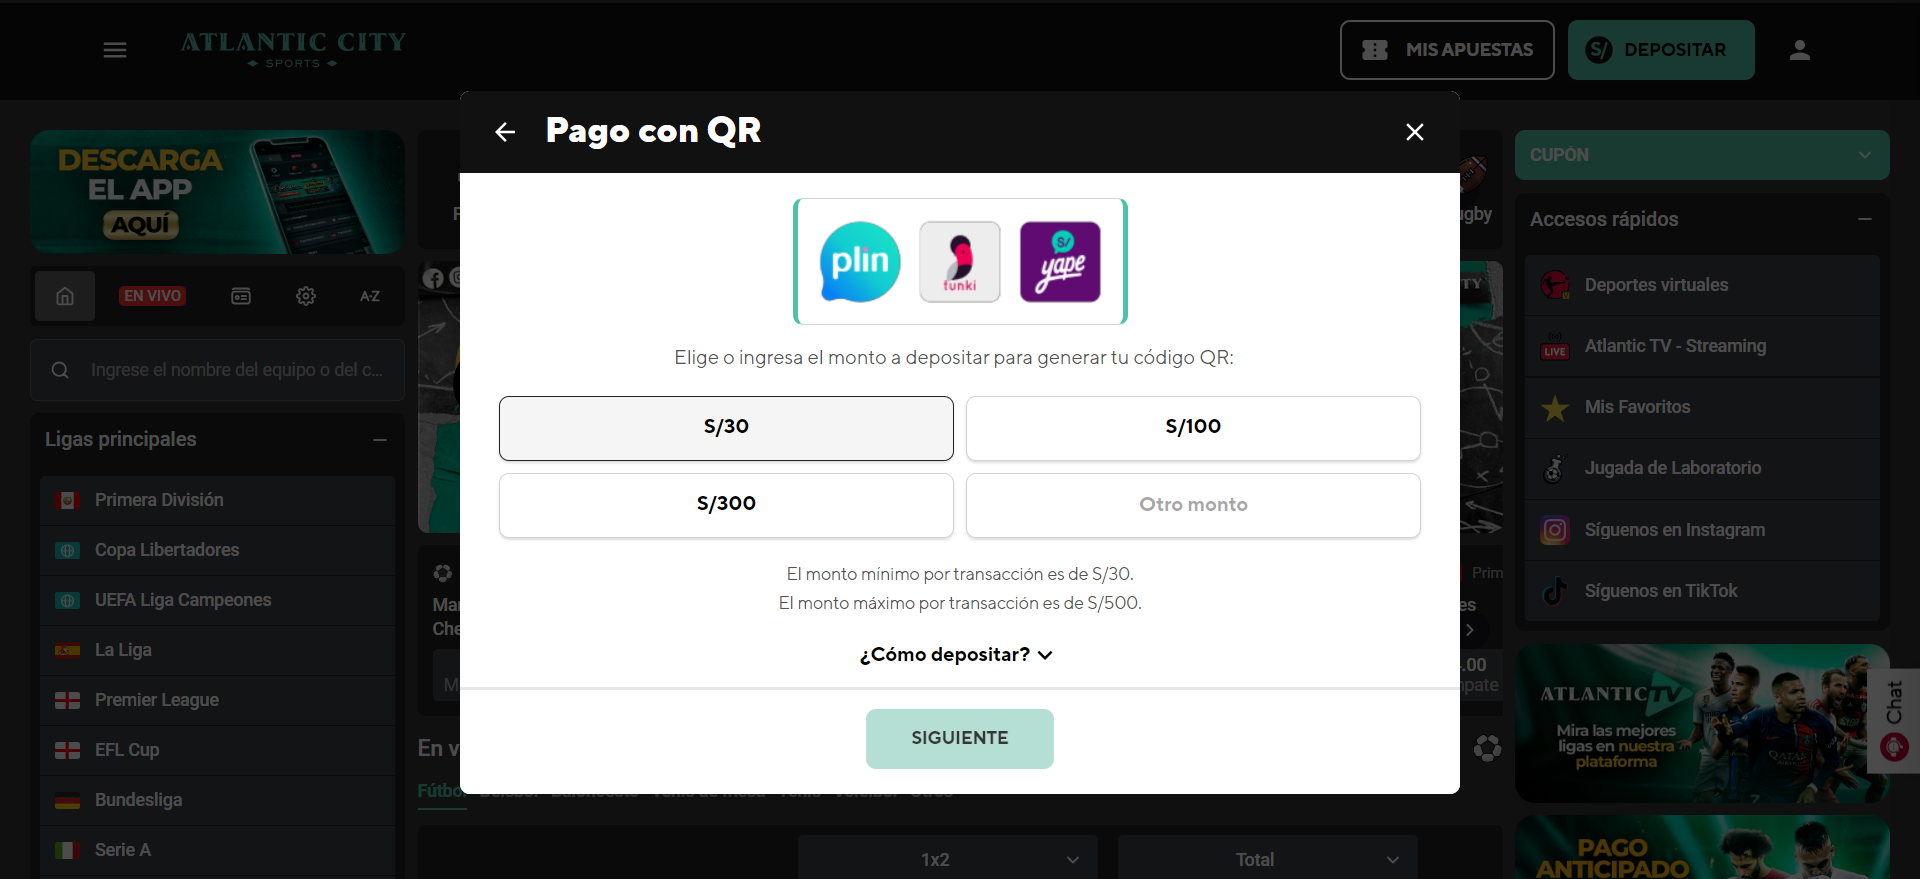 ATLANTIC CITY
SPORTS
MIS APUESTAS
S/ DEPOSITAR
DESCARGA
EL APP
AQUÍ
EN VIVO
A-Z
Ingrese el nombre del equipo o del c...
Ligas principales
Primera División
Copa Libertadores
UEFA Liga Campeones
La Liga
Premier League
EFL Cup
Bundesliga
Serie A
Pago con QR
plin
tunki
S/
yape
Elige o ingresa el monto a depositar para generar tu código QR:
S/30
S/100
S/300
Otro monto
El monto mínimo por transacción es de S/30.
El monto máximo por transacción es de S/500.
¿Cómo depositar?
SIGUIENTE
En v
Fútbol
1x2
Total
CUPÓN
Accesos rápidos
Deportes virtuales
LIVE
Atlantic TV - Streaming
Mis Favoritos
Jugada de Laboratorio
Síguenos en Instagram
Síguenos en TikTok
ATLANTIC TV
Mira las mejores
ligas en nuestra
plataforma
Chat
PAGO
ANTICIPADO